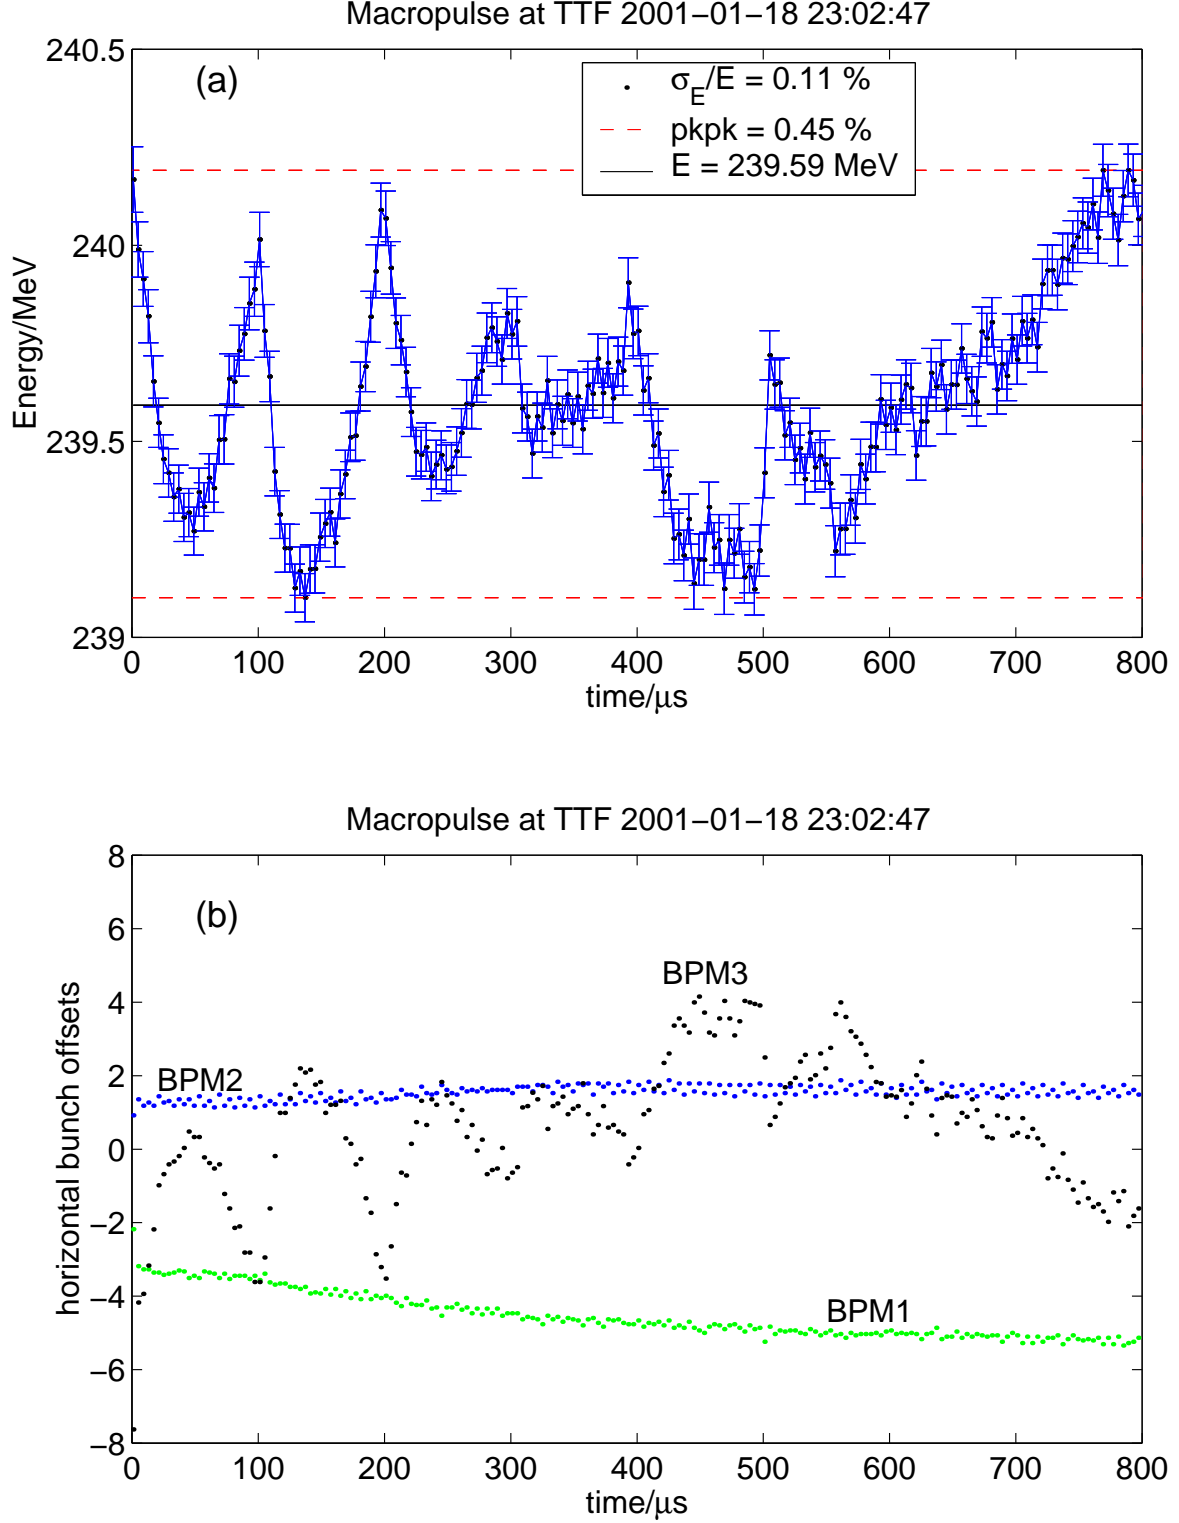 Macropulse at TTF 2001−01−18 23:02:47
240.5
240
239.5
239
Energy/MeV
(a)
σ_E/E = 0.11 %
pkpk = 0.45 %
E = 239.59 MeV
0 100 200 300 400 500 600 700 800
time/μs
Macropulse at TTF 2001−01−18 23:02:47
8
6
4
2
0
−2
−4
−6
−8
horizontal bunch offsets
(b)
BPM3
BPM2
BPM1
0 100 200 300 400 500 600 700 800
time/μs